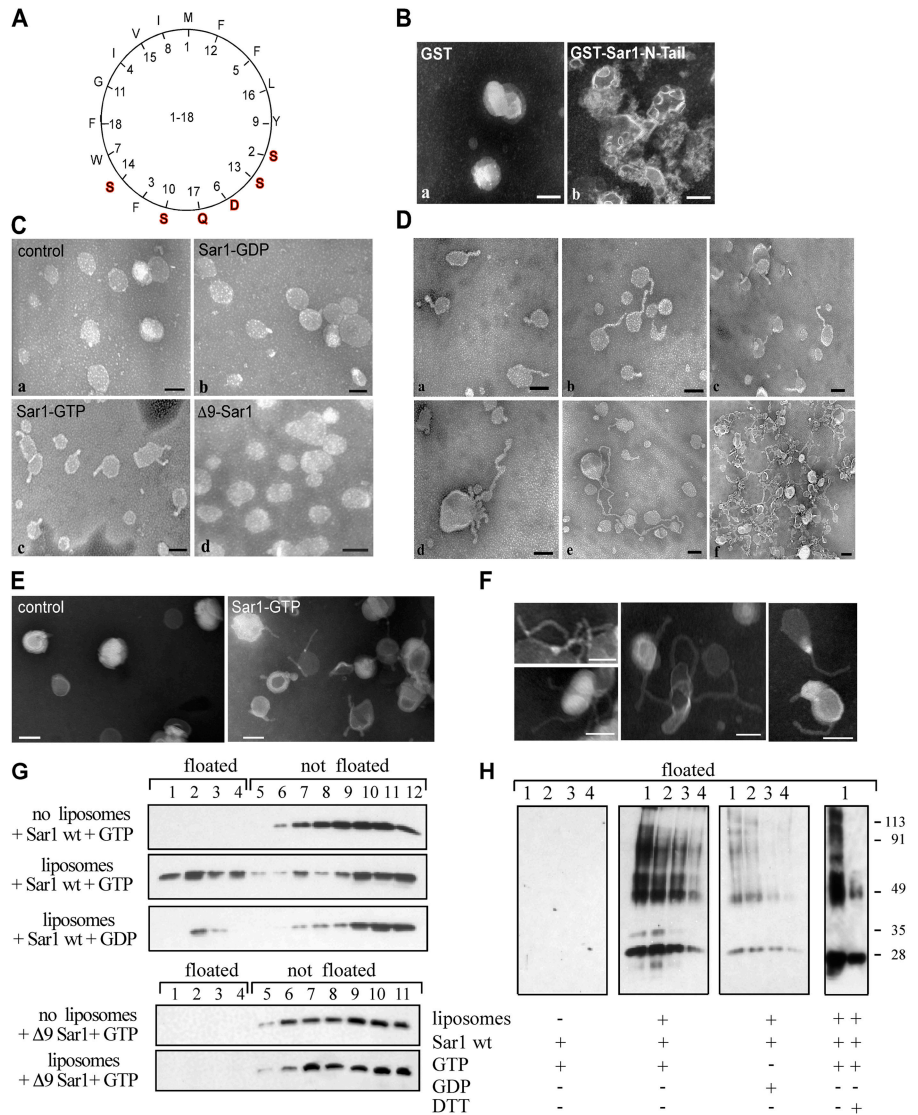 A
M
I
F
V
F
I
L
G
Y
F
S
W
S
S
D
F
S
Q
1
12
5
16
9
2
13
6
17
10
3
14
7
18
11
4
15
8
1-18
B
GST
GST-Sar1-N-Tail
a
b
C
control
Sar1-GDP
a
b
Sar1-GTP
Δ9-Sar1
c
d
D
a
b
c
d
e
f
E
control
Sar1-GTP
F
G
floated
not floated
1 2 3 4 5 6 7 8 9 10 11 12
no liposomes
+ Sar1 wt + GTP
liposomes
+ Sar1 wt + GTP
liposomes
+ Sar1 wt + GDP
floated
not floated
1 2 3 4 5 6 7 8 9 10 11
no liposomes
+ Δ9 Sar1+ GTP
liposomes
+ Δ9 Sar1+ GTP
H
floated
1 2 3 4 1 2 3 4 1 2 3 4 1
- 113
- 91
- 49
- 35
- 28
liposomes - + + + +
Sar1 wt + + + + +
GTP + + - + +
GDP - - + - -
DTT - - - - +